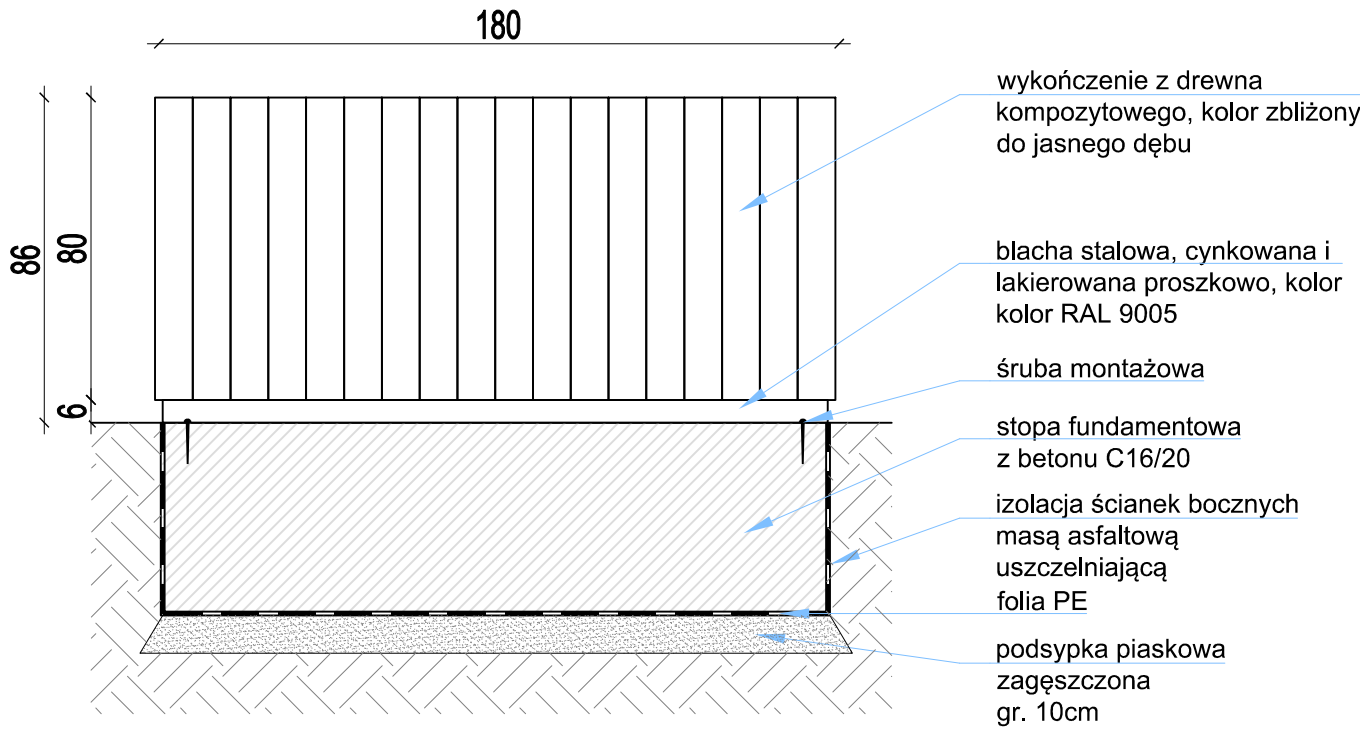 180
wykończenie z drewna
kompozytowego, kolor zbliżony
do jasnego dębu
86
80
6
blacha stalowa, cynkowana i
lakierowana proszkowo, kolor
kolor RAL 9005
śruba montażowa
stopa fundamentowa
z betonu C16/20
izolacja ścianek bocznych
masą asfaltową
uszczelniającą
folia PE
podsypka piaskowa
zagęszczona
gr. 10cm